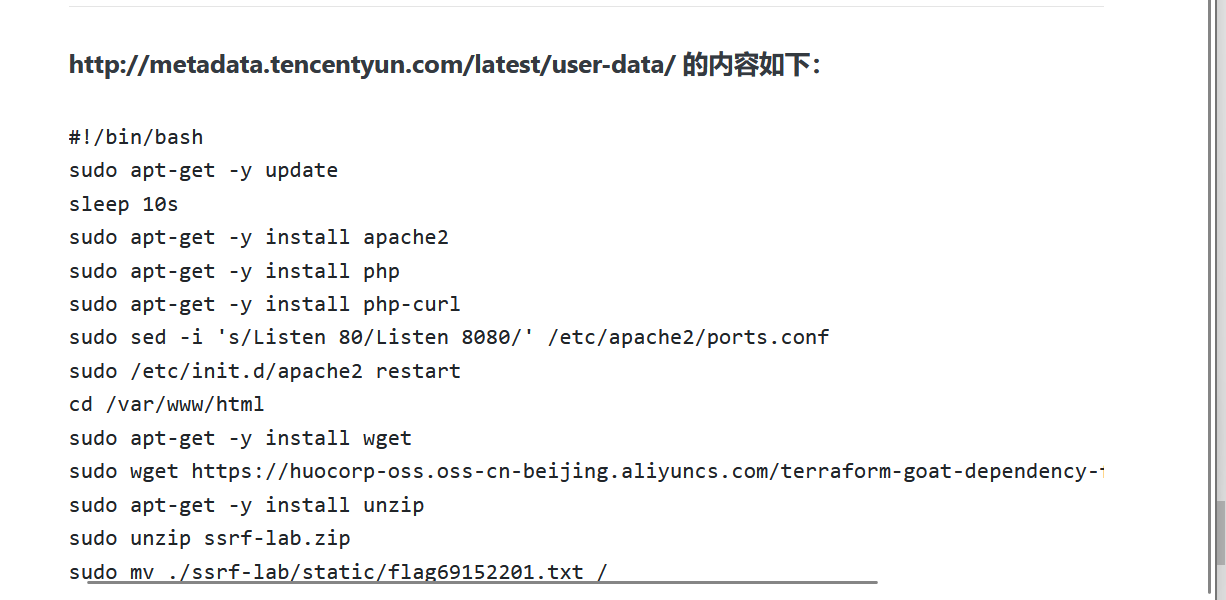 http://metadata.tencentyun.com/latest/user-data/ 的内容如下：
#!/bin/bash
sudo apt-get -y update
sleep 10s
sudo apt-get -y install apache2
sudo apt-get -y install php
sudo apt-get -y install php-curl
sudo sed -i 's/Listen 80/Listen 8080/' /etc/apache2/ports.conf
sudo /etc/init.d/apache2 restart
cd /var/www/html
sudo apt-get -y install wget
sudo wget https://huocorp-oss.oss-cn-beijing.aliyuncs.com/terraform-goat-dependency-
sudo apt-get -y install unzip
sudo unzip ssrf-lab.zip
sudo mv ./ssrf-lab/static/flag69152201.txt /